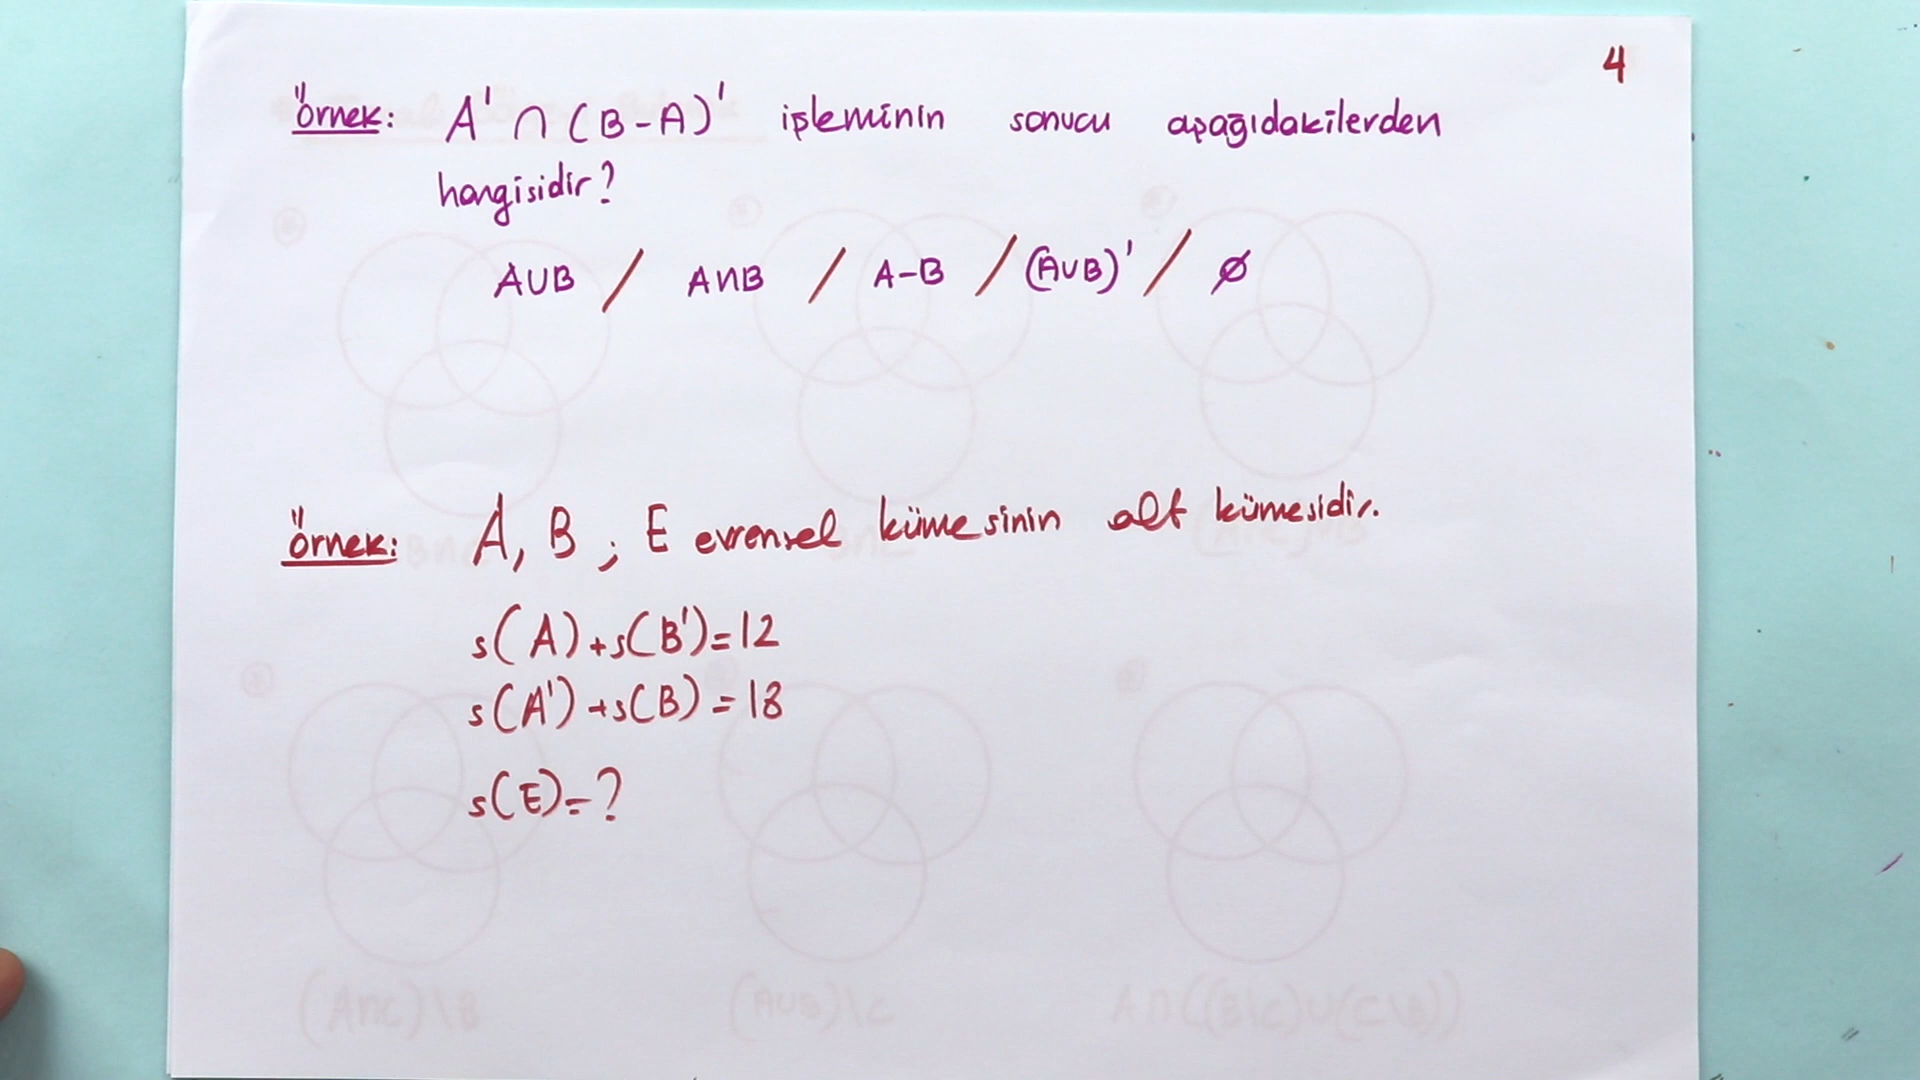 4
Örnek: A' ∩ (B-A)' işleminin sonucu aşağıdakilerden
hangisidir?
A∪B / A∩B / A-B / (A∪B)' / ∅
Örnek: A, B ; E evrensel kümesinin alt kümesidir.
s(A)+s(B')=12
s(A')+s(B)=18
s(E)=?
(A∩C)\B (A∪B)\C A∩((B\C)∪(C\B))